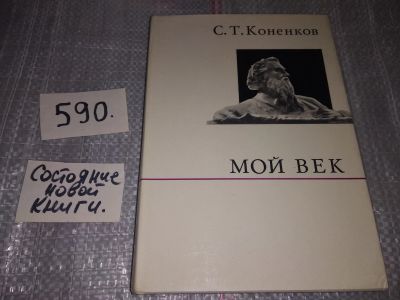 С. Т. Коненков
МОЙ ВЕК
590.
Состояние
новой
книги.